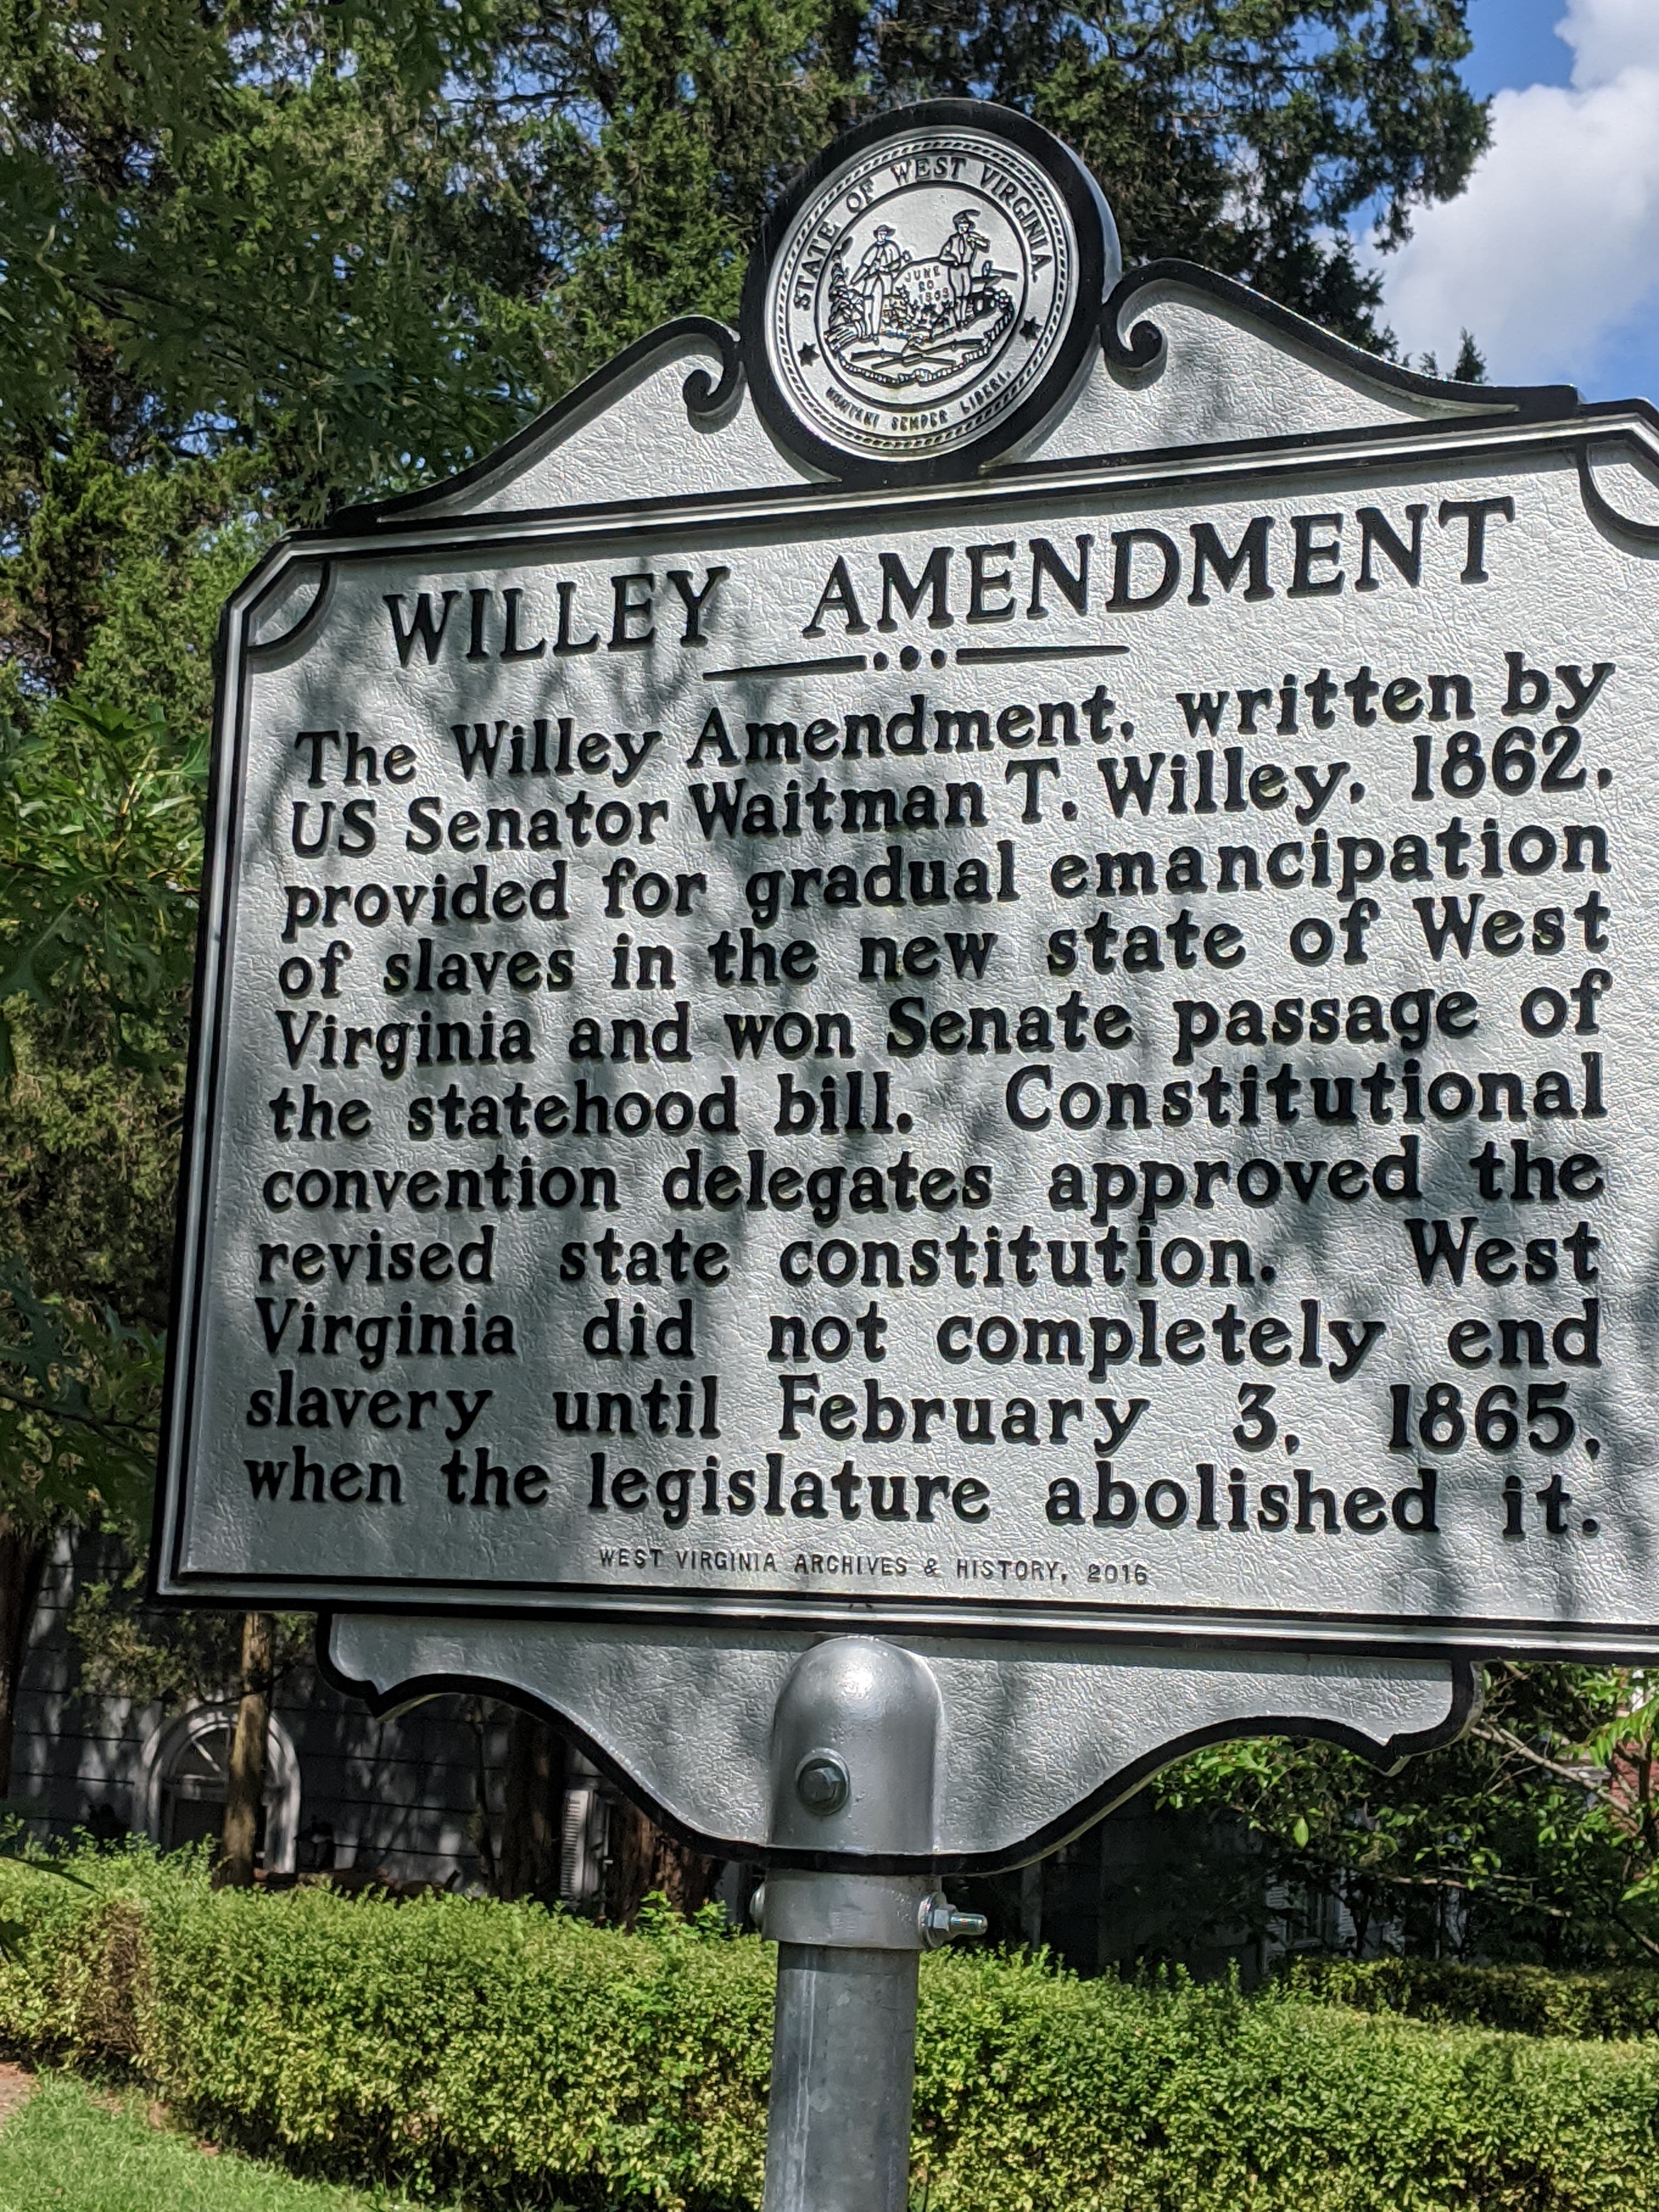 STATE OF WEST VIRGINIA.
JUNE
20
1863
MONTANI SEMPER LIBERI.
WILLEY AMENDMENT
The Willey Amendment, written by
US Senator Waitman T. Willey, 1862,
provided for gradual emancipation
of slaves in the new state of West
Virginia and won Senate passage of
the statehood bill. Constitutional
convention delegates approved the
revised state constitution. West
Virginia did not completely end
slavery until February 3, 1865,
when the legislature abolished it.
WEST VIRGINIA ARCHIVES & HISTORY, 2016